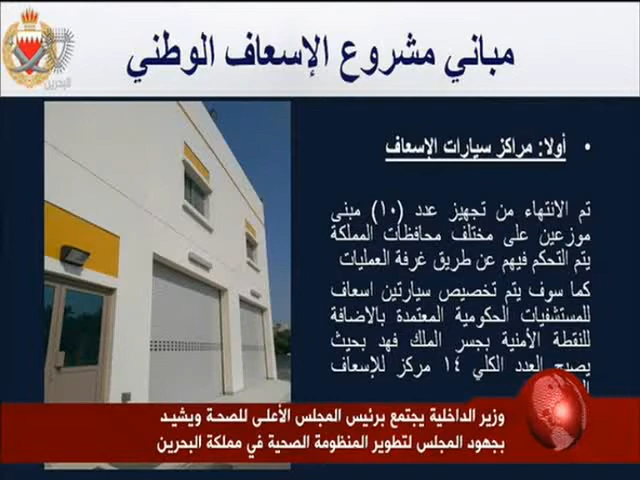 مباني مشروع الإسعاف الوطني
البحرين
• أولا: مراكز سيارات الإسعاف
تم الانتهاء من تجهيز عدد (١٠) مبنى
موزعين على مختلف محافظات المملكة
يتم التحكم فيهم عن طريق غرفة العمليات
كما سوف يتم تخصيص سيارتين اسعاف
للمستشفيات الحكومية المعتمدة بالاضافة
للنقطة الأمنية بجسر الملك فهد بحيث
يصبح العدد الكلي ١٤ مركز للإسعاف
وزير الداخلية يجتمع برئيس المجلس الأعلى للصحة ويشيد
بجهود المجلس لتطوير المنظومة الصحية في مملكة البحرين